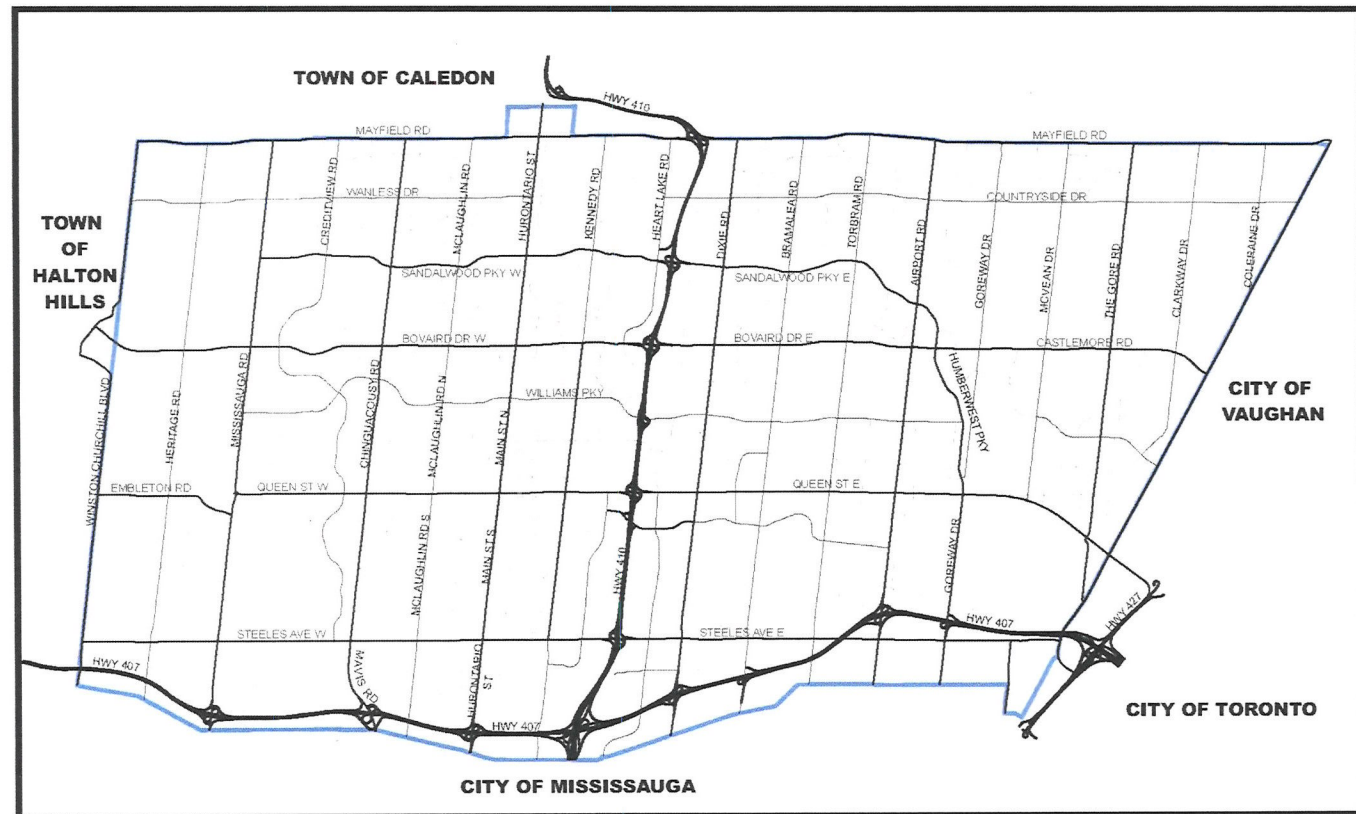 TOWN OF CALEDON
HWY 410
MAYFIELD RD
MAYFIELD RD
WANLESS DR
COUNTRYSIDE DR
CREDITVIEW RD
MCLAUGHLIN RD
HURONTARIO ST
KENNEDY RD
HEART LAKE RD
DIXIE RD
BRAMALEA RD
TORBRAM RD
AIRPORT RD
GOREWAY DR
MCVEAN DR
THE GORE RD
CLARKWAY DR
COLERAINE DR
TOWN
OF
HALTON
HILLS
SANDALWOOD PKY W
SANDALWOOD PKY E
BOVAIRD DR W
BOVAIRD DR E
CASTLEMORE RD
WINSTON CHURCHILL BLVD
HERITAGE RD
MISSISSAUGA RD
CHINGUACOUSY RD
MCLAUGHLIN RD N
MAIN ST N
WILLIAMS PKY
HUMBERWEST PKY
CITY OF
VAUGHAN
EMBLETON RD
QUEEN ST W
QUEEN ST E
MCLAUGHLIN RD S
MAIN ST S
HWY 410
GOREWAY DR
HWY 427
STEELES AVE W
STEELES AVE E
HWY 407
HWY 407
MAVIS RD
HURONTARIO
ST
HWY 407
CITY OF TORONTO
CITY OF MISSISSAUGA